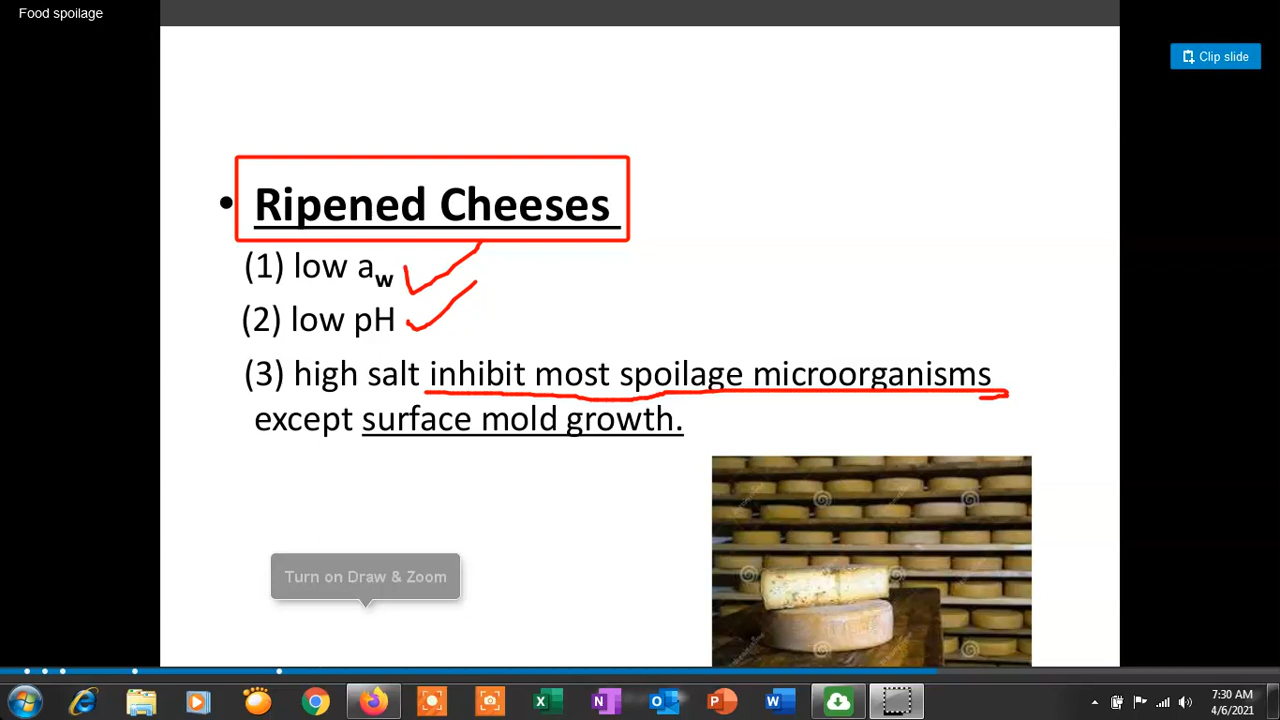 Food spoilage
Clip slide
• Ripened Cheeses
(1) low aw
(2) low pH
(3) high salt inhibit most spoilage microorganisms
except surface mold growth.
Turn on Draw & Zoom
7:30 AM
4/6/2021